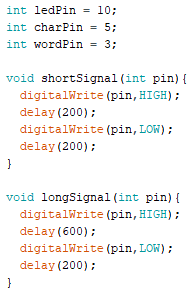 int ledPin = 10;
int charPin = 5;
int wordPin = 3;

void shortSignal(int pin){
  digitalWrite(pin,HIGH);
  delay(200);
  digitalWrite(pin,LOW);
  delay(200);
}

void longSignal(int pin){
  digitalWrite(pin,HIGH);
  delay(600);
  digitalWrite(pin,LOW);
  delay(200);
}